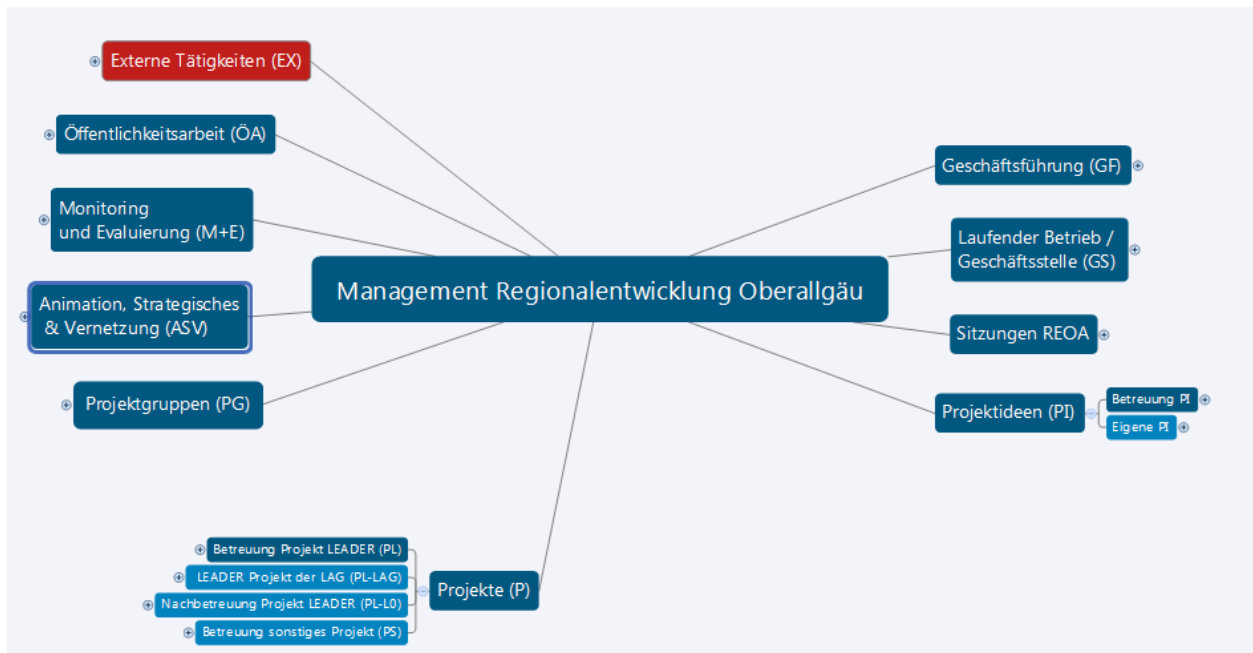 Externe Tätigkeiten (EX)
Öffentlichkeitsarbeit (ÖA)
Monitoring
und Evaluierung (M+E)
Animation, Strategisches
& Vernetzung (ASV)
Projektgruppen (PG)
Management Regionalentwicklung Oberallgäu
Geschäftsführung (GF)
Laufender Betrieb /
Geschäftsstelle (GS)
Sitzungen REOA
Projektideen (PI)
Betreuung PI
Eigene PI
Betreuung Projekt LEADER (PL)
LEADER Projekt der LAG (PL-LAG)
Nachbetreuung Projekt LEADER (PL-L0)
Betreuung sonstiges Projekt (PS)
Projekte (P)